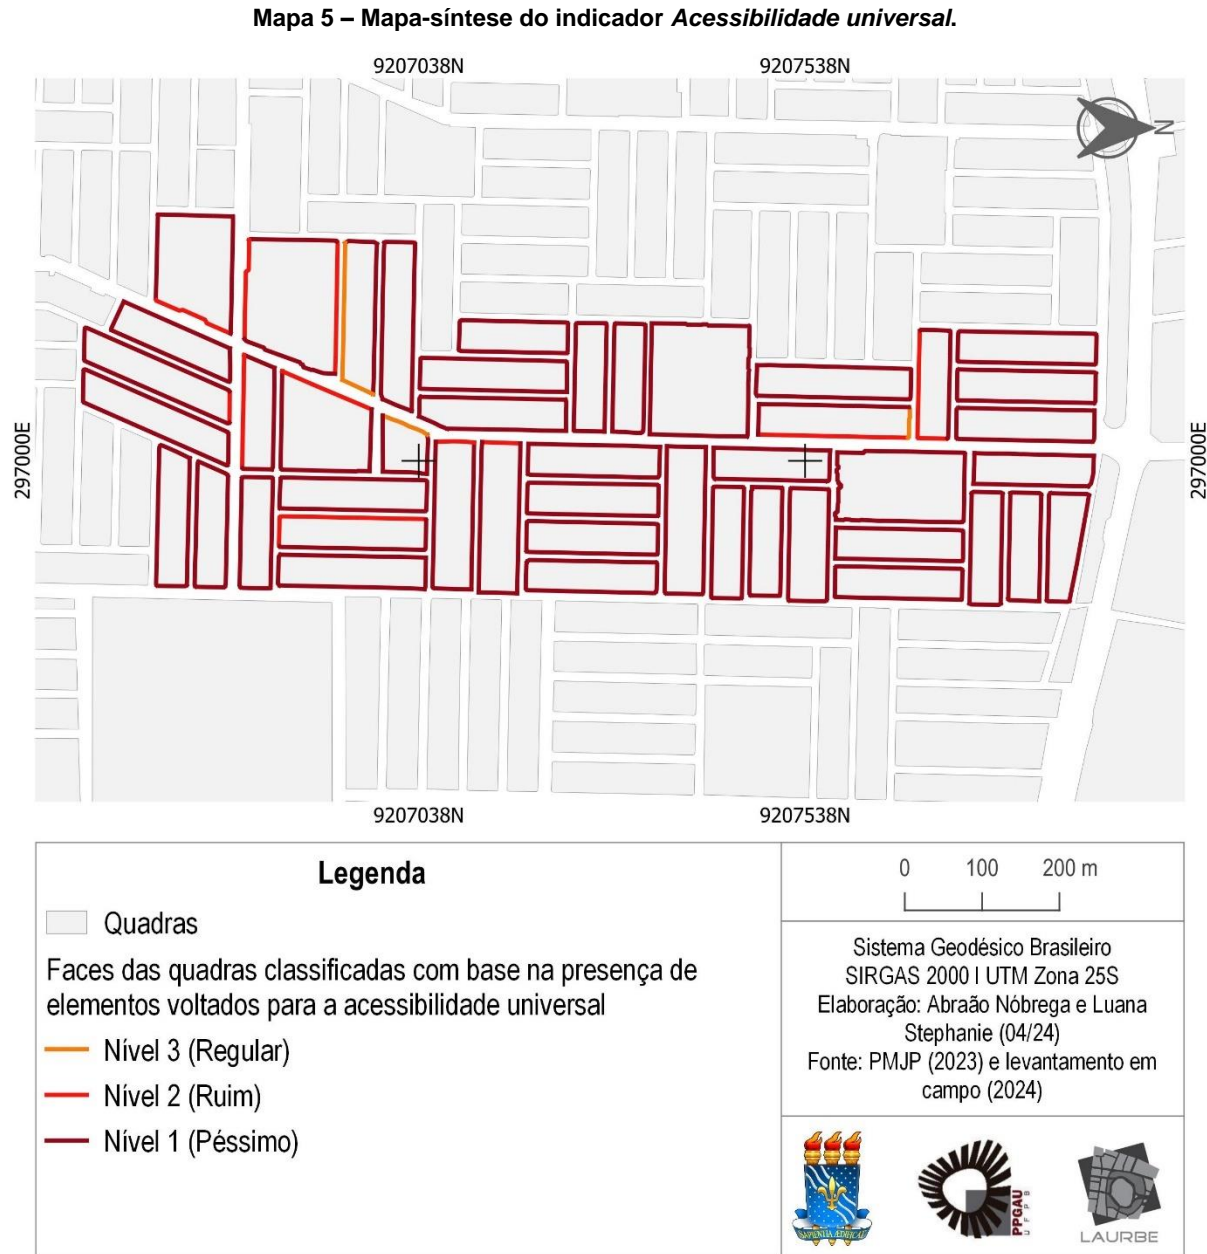 Mapa 5 – Mapa-síntese do indicador Acessibilidade universal.
9207038N 9207538N
N
297000E 297000E
9207038N 9207538N
Legenda
Quadras
Faces das quadras classificadas com base na presença de
elementos voltados para a acessibilidade universal
Nível 3 (Regular)
Nível 2 (Ruim)
Nível 1 (Péssimo)
0 100 200 m
Sistema Geodésico Brasileiro
SIRGAS 2000 I UTM Zona 25S
Elaboração: Abraão Nóbrega e Luana
Stephanie (04/24)
Fonte: PMJP (2023) e levantamento em
campo (2024)
SAPIENTIA ÆDIFICAT
PPGAU
UFPB
LAURBE